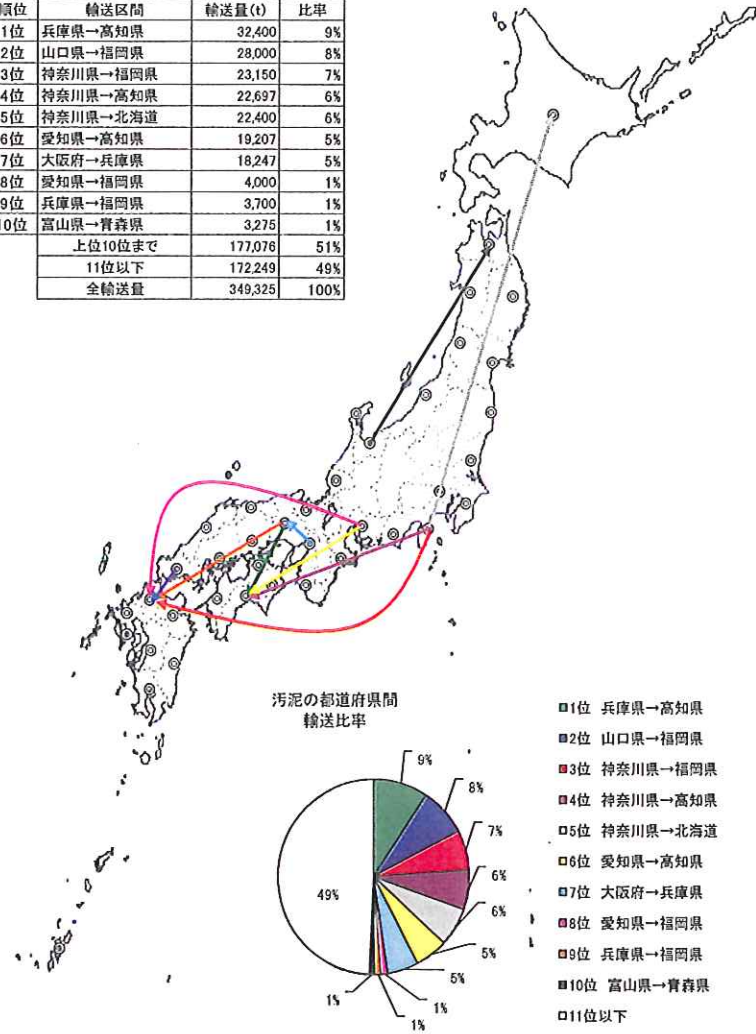 順位 輸送区間 輸送量(t) 比率
1位 兵庫県→高知県 32,400 9%
2位 山口県→福岡県 28,000 8%
3位 神奈川県→福岡県 23,150 7%
4位 神奈川県→高知県 22,697 6%
5位 神奈川県→北海道 22,400 6%
6位 愛知県→高知県 19,207 5%
7位 大阪府→兵庫県 18,247 5%
8位 愛知県→福岡県 4,000 1%
9位 兵庫県→福岡県 3,700 1%
10位 富山県→青森県 3,275 1%
上位10位まで 177,076 51%
11位以下 172,249 49%
全輸送量 349,325 100%
汚泥の都道府県間
輸送比率
9%
8%
7%
6%
6%
5%
5%
1%
1%
1%
49%
1位 兵庫県→高知県
2位 山口県→福岡県
3位 神奈川県→福岡県
4位 神奈川県→高知県
5位 神奈川県→北海道
6位 愛知県→高知県
7位 大阪府→兵庫県
8位 愛知県→福岡県
9位 兵庫県→福岡県
10位 富山県→青森県
11位以下